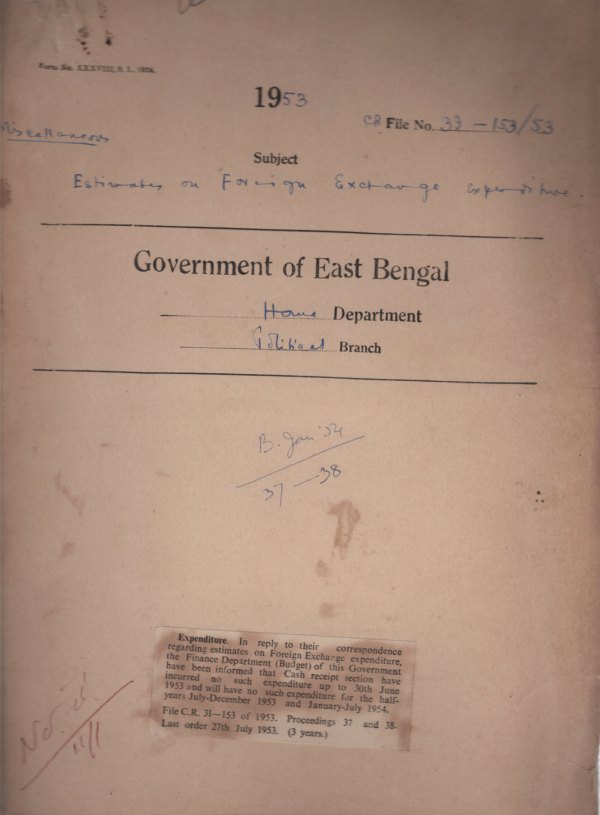 Form No. XXXVIII, S. L., 1954.
1953
CR File No. 32 – 153/53
Miscellaneous
Subject
Estimates on Foreign Exchange expenditure.
Government of East Bengal
Home Department
Political Branch
B. Jan '54
37 – 38
Expenditure. In reply to their correspondence
regarding estimates on Foreign Exchange expenditure,
the Finance Department (Budget) of this Government
have been informed that Cash receipt section have
incurred no such expenditure up to 30th June
1953 and will have no such expenditure for the half-
years July-December 1953 and January-July 1954.
File C.R. 31—153 of 1953. Proceedings 37 and 38-
Last order 27th July 1953. (3 years.)
11/1